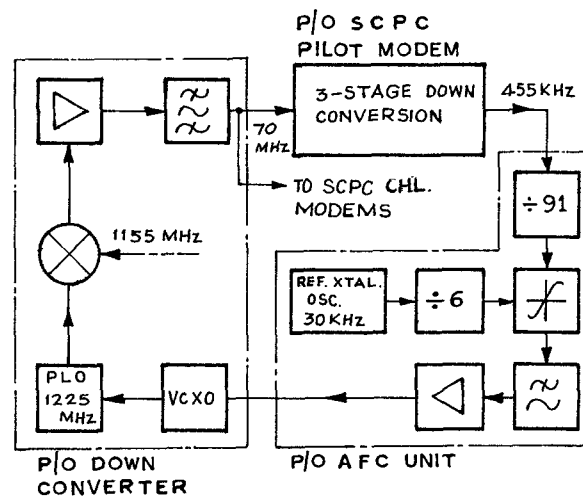 P/O SCPC
PILOT MODEM
3-STAGE DOWN
CONVERSION
455KHz
70
MHz
TO SCPC CHL.
MODEMS
÷91
1155 MHz
REF. XTAL.
OSC.
30KHz
÷6
PLO
1225
MHz
VCXO
P/O DOWN
CONVERTER
P/O AFC UNIT